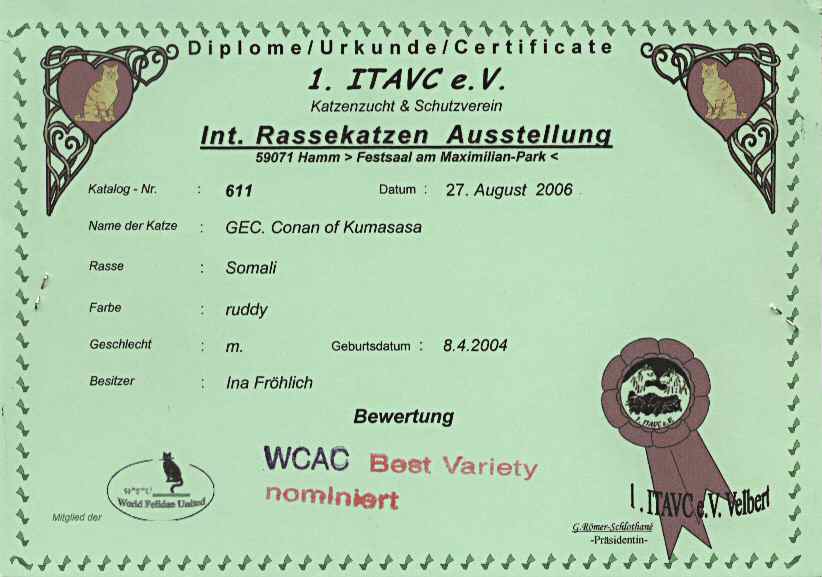 Diplome/Urkunde/Certificate
1. ITAVC e.V.
Katzenzucht & Schutzverein
Int. Rassekatzen Ausstellung
59071 Hamm > Festsaal am Maximilian-Park <
Katalog - Nr. : 611 Datum : 27. August 2006
Name der Katze : GEC. Conan of Kumasasa
Rasse : Somali
Farbe : ruddy
Geschlecht : m. Geburtsdatum : 8.4.2004
Besitzer : Ina Fröhlich
Bewertung
WCAC Best Variety
nominiert
1. ITAVC e.V.
W*F*U
World Felidae United
Mitglied der
1. ITAVC e.V. Velbert
G.Römer-Schlothane
-Präsidentin-